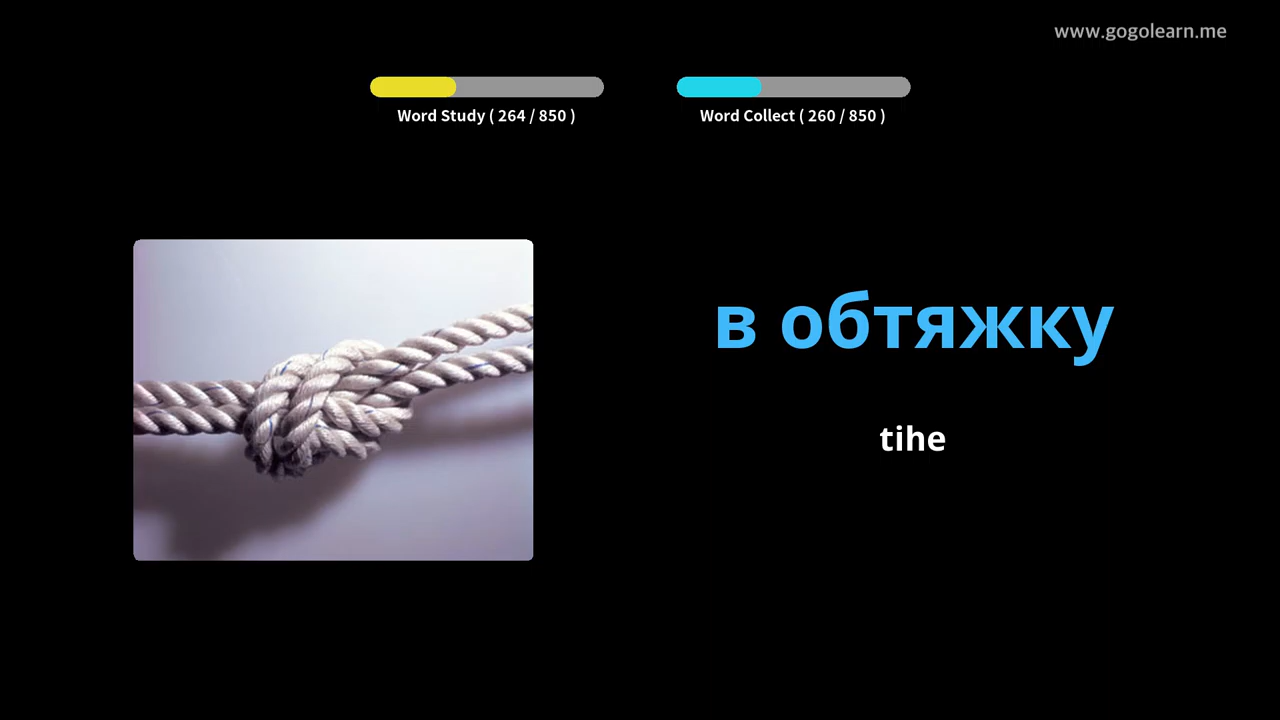 www.gogolearn.me
Word Study ( 264 / 850 )
Word Collect ( 260 / 850 )
в обтяжку
tihe